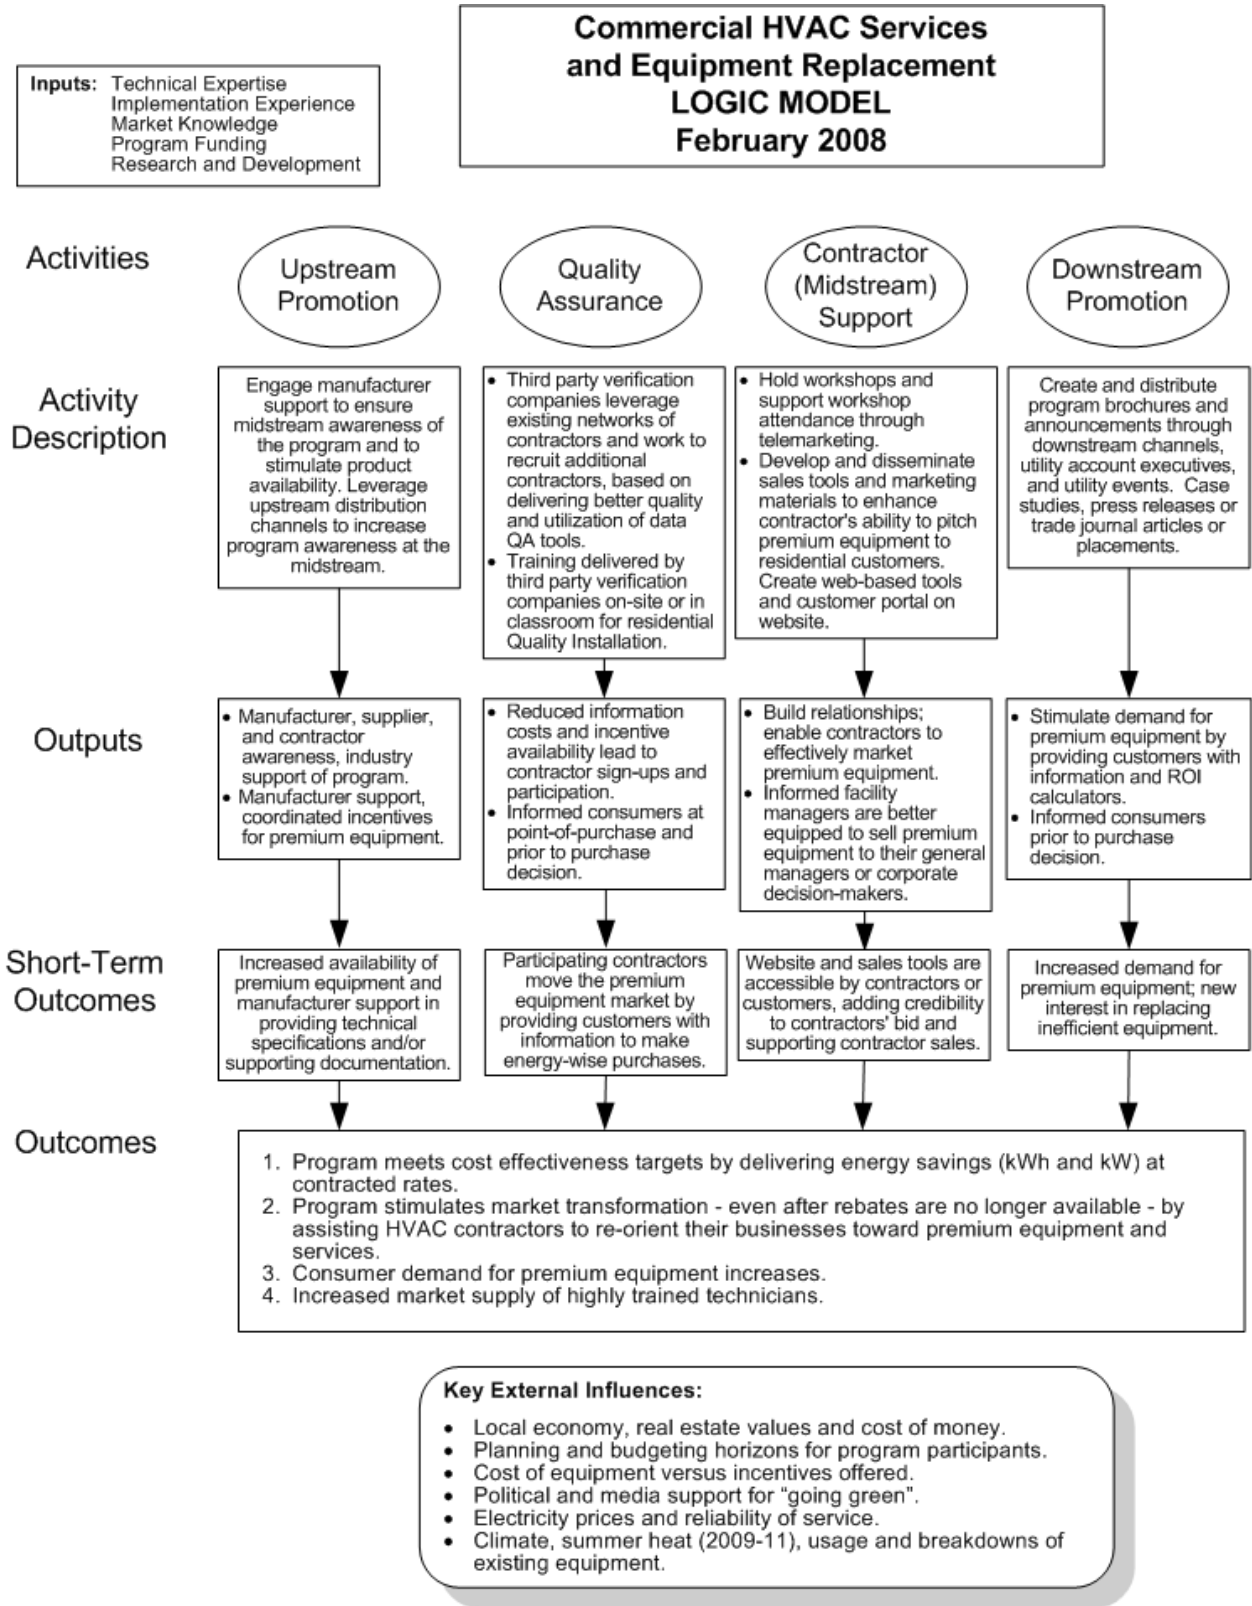 Commercial HVAC Services
and Equipment Replacement
LOGIC MODEL
February 2008
Inputs: Technical Expertise
Implementation Experience
Market Knowledge
Program Funding
Research and Development
Activities
Upstream
Promotion
Quality
Assurance
Contractor
(Midstream)
Support
Downstream
Promotion
Activity
Description
Engage manufacturer
support to ensure
midstream awareness of
the program and to
stimulate product
availability. Leverage
upstream distribution
channels to increase
program awareness at the
midstream.
• Third party verification
companies leverage
existing networks of
contractors and work to
recruit additional
contractors, based on
delivering better quality
and utilization of data
QA tools.
• Training delivered by
third party verification
companies on-site or in
classroom for residential
Quality Installation.
• Hold workshops and
support workshop
attendance through
telemarketing.
• Develop and disseminate
sales tools and marketing
materials to enhance
contractor's ability to pitch
premium equipment to
residential customers.
Create web-based tools
and customer portal on
website.
Create and distribute
program brochures and
announcements through
downstream channels,
utility account executives,
and utility events. Case
studies, press releases or
trade journal articles or
placements.
Outputs
• Manufacturer, supplier,
and contractor
awareness, industry
support of program.
• Manufacturer support,
coordinated incentives
for premium equipment.
• Reduced information
costs and incentive
availability lead to
contractor sign-ups and
participation.
• Informed consumers at
point-of-purchase and
prior to purchase
decision.
• Build relationships;
enable contractors to
effectively market
premium equipment.
• Informed facility
managers are better
equipped to sell premium
equipment to their general
managers or corporate
decision-makers.
• Stimulate demand for
premium equipment by
providing customers with
information and ROI
calculators.
• Informed consumers
prior to purchase
decision.
Short-Term
Outcomes
Increased availability of
premium equipment and
manufacturer support in
providing technical
specifications and/or
supporting documentation.
Participating contractors
move the premium
equipment market by
providing customers with
information to make
energy-wise purchases.
Website and sales tools are
accessible by contractors or
customers, adding credibility
to contractors' bid and
supporting contractor sales.
Increased demand for
premium equipment; new
interest in replacing
inefficient equipment.
Outcomes
1. Program meets cost effectiveness targets by delivering energy savings (kWh and kW) at
contracted rates.
2. Program stimulates market transformation - even after rebates are no longer available - by
assisting HVAC contractors to re-orient their businesses toward premium equipment and
services.
3. Consumer demand for premium equipment increases.
4. Increased market supply of highly trained technicians.
Key External Influences:
• Local economy, real estate values and cost of money.
• Planning and budgeting horizons for program participants.
• Cost of equipment versus incentives offered.
• Political and media support for “going green”.
• Electricity prices and reliability of service.
• Climate, summer heat (2009-11), usage and breakdowns of
existing equipment.